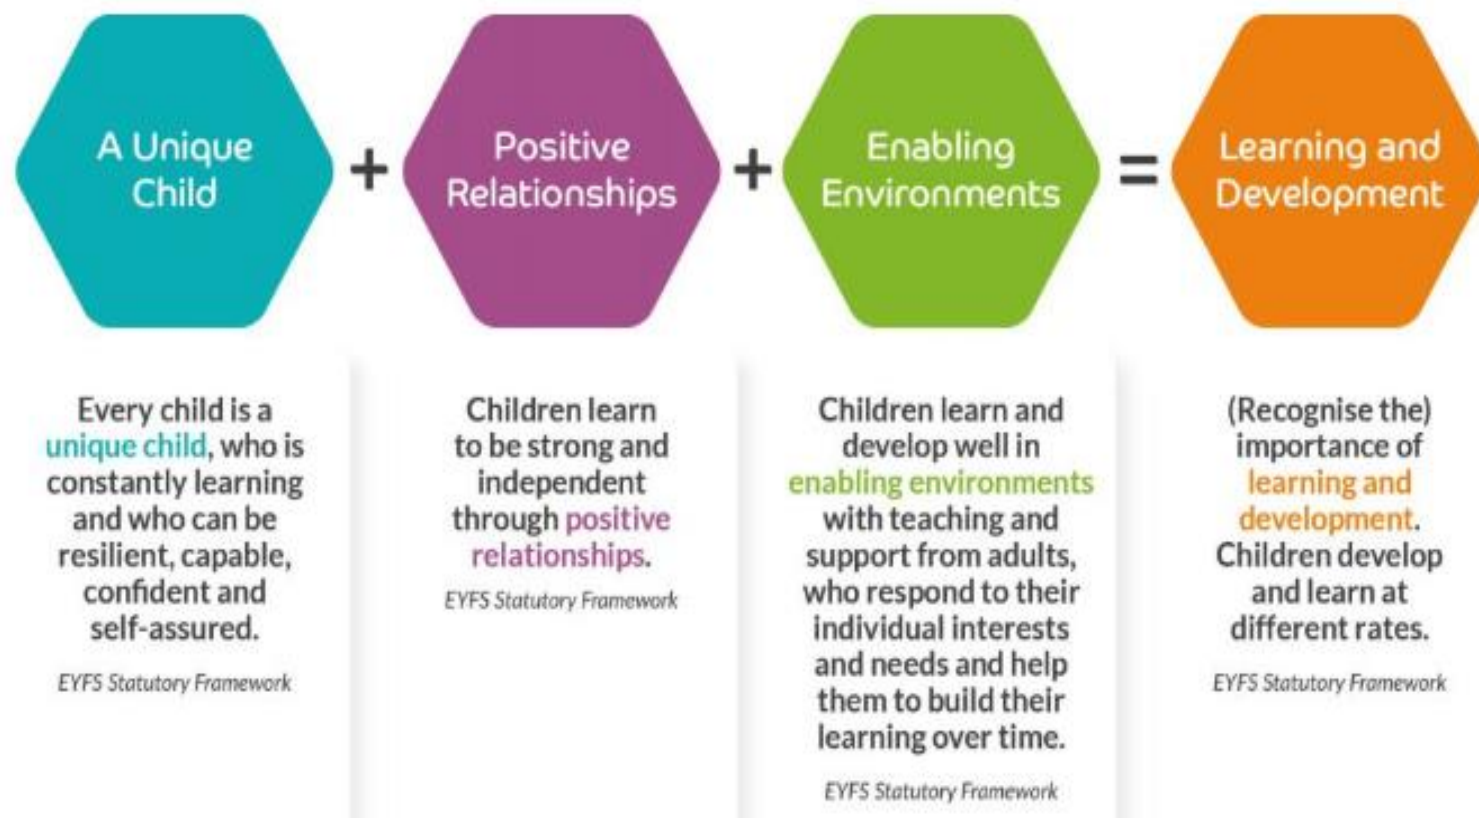 A Unique
Child
+
Positive
Relationships
+
Enabling
Environments
=
Learning and
Development
Every child is a
unique child, who is
constantly learning
and who can be
resilient, capable,
confident and
self-assured.
EYFS Statutory Framework
Children learn
to be strong and
independent
through positive
relationships.
EYFS Statutory Framework
Children learn and
develop well in
enabling environments
with teaching and
support from adults,
who respond to their
individual interests
and needs and help
them to build their
learning over time.
EYFS Statutory Framework
(Recognise the)
importance of
learning and
development.
Children develop
and learn at
different rates.
EYFS Statutory Framework